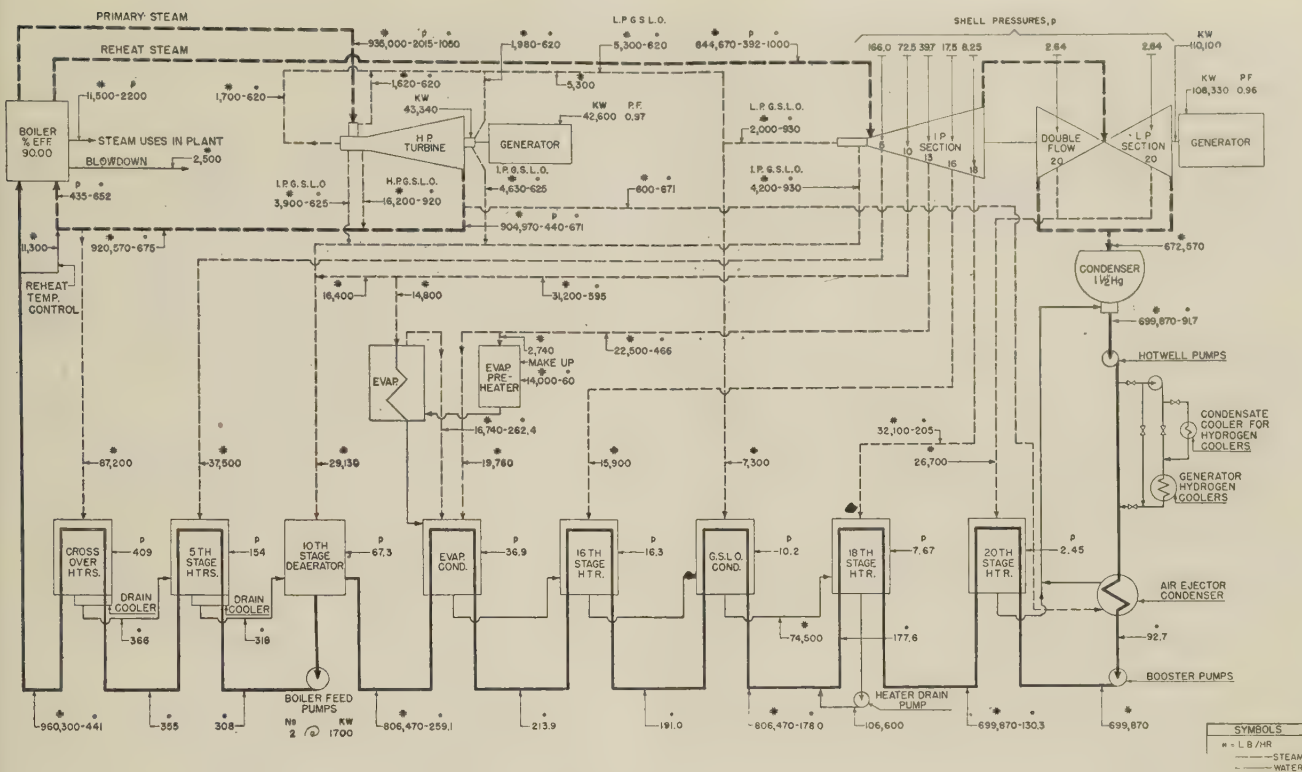 PRIMARY STEAM
REHEAT STEAM
# p °
935,000-2015-1050
# °
1,980-620
L.P.G.S.L.O.
# °
5,300-620
# p °
844,670-392-1000
SHELL PRESSURES, p
166.0 72.5 39.7 17.5 8.25 2.64 2.64
KW
110,100
# p
11,500-2200
# °
1,700-620
# °
1,620-620
#
5,300
KW
43,340
KW P.F.
42,600 0.97
KW P.F.
108,330 0.96
BOILER
% EFF.
90.00
STEAM USES IN PLANT
BLOWDOWN
#
2,500
H.P.
TURBINE
GENERATOR
L.P.G.S.L.O.
# °
2,000-930
I.P.
SECTION
10 13 16 18
DOUBLE
FLOW
20
L.P.
SECTION
20
GENERATOR
p °
435-652
I.P.G.S.L.O.
# °
3,900-625
H.P.G.S.L.O.
# °
16,200-920
I.P.G.S.L.O.
# °
4,630-625
# °
600-671
I.P.G.S.L.O.
# °
4,200-930
#
11,300
# °
920,570-675
# p °
904,970-440-671
#
672,570
REHEAT
TEMP.
CONTROL
#
16,400
#
14,800
# °
31,200-595
CONDENSER
1½" Hg
# °
699,870-91.7
EVAP.
#
2,740
MAKE UP
# °
14,000-60
EVAP.
PRE-
HEATER
# °
22,500-466
HOTWELL PUMPS
# °
16,740-262.4
# °
32,100-205
CONDENSATE
COOLER FOR
HYDROGEN
COOLERS
#
87,200
#
37,500
#
29,130
#
19,760
#
15,900
#
7,300
#
26,700
GENERATOR
HYDROGEN
COOLERS
CROSS
OVER
HTRS.
p
409
5TH
STAGE
HTRS.
p
154
10TH
STAGE
DEAERATOR
p
67.3
EVAP.
COND.
p
36.9
16TH
STAGE
HTR.
p
16.3
G.S.L.O.
COND.
p
10.2
18TH
STAGE
HTR.
p
7.67
20TH
STAGE
HTR.
p
2.45
DRAIN
COOLER
DRAIN
COOLER
AIR EJECTOR
CONDENSER
°
366
°
318
#
74,500
°
177.6
°
92.7
BOILER FEED
PUMPS
No KW
2 @ 1700
HEATER DRAIN
PUMP
BOOSTER PUMPS
# °
960,300-441
°
355
°
308
# °
806,470-259.1
°
213.9
°
191.0
# °
806,470-178.0
#
106,600
# °
699,870-130.3
#
699,870
SYMBOLS
# = LB/HR
STEAM
WATER